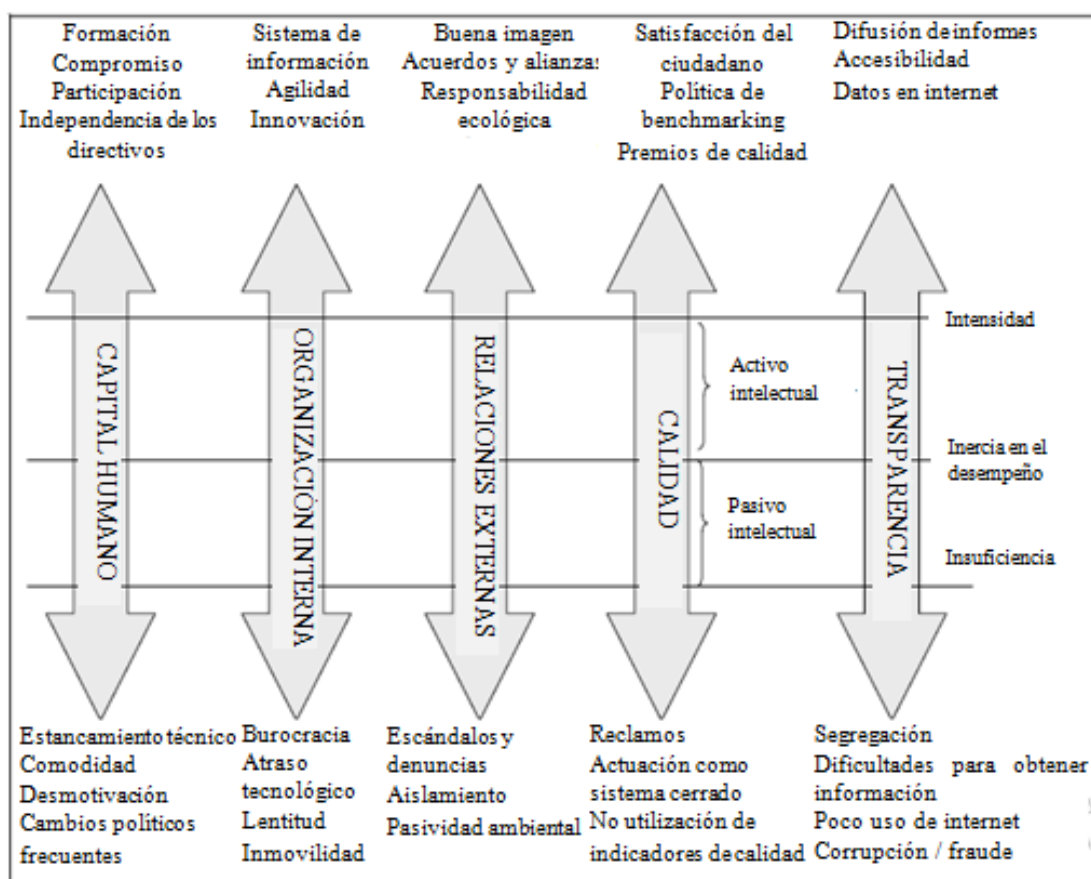 Formación
Compromiso
Participación
Independencia de los
directivos
Sistema de
información
Agilidad
Innovación
Buena imagen
Acuerdos y alianza:
Responsabilidad
ecológica
Satisfacción del
ciudadano
Política de
benchmarking
Premios de calidad
Difusión de informes
Accesibilidad
Datos en internet
CAPITAL HUMANO
ORGANIZACIÓN INTERNA
RELACIONES EXTERNAS
CALIDAD
TRANSPARENCIA
Intensidad
Activo
intelectual
Inercia en el
desempeño
Pasivo
intelectual
Insuficiencia
Estancamiento técnico
Comodidad
Desmotivación
Cambios políticos
frecuentes
Burocracia
Atraso
tecnológico
Lentitud
Inmovilidad
Escándalos y
denuncias
Aislamiento
Pasividad ambiental
Reclamos
Actuación como
sistema cerrado
No utilización de
indicadores de calidad
Segregación
Dificultades para obtener
información
Poco uso de internet
Corrupción / fraude